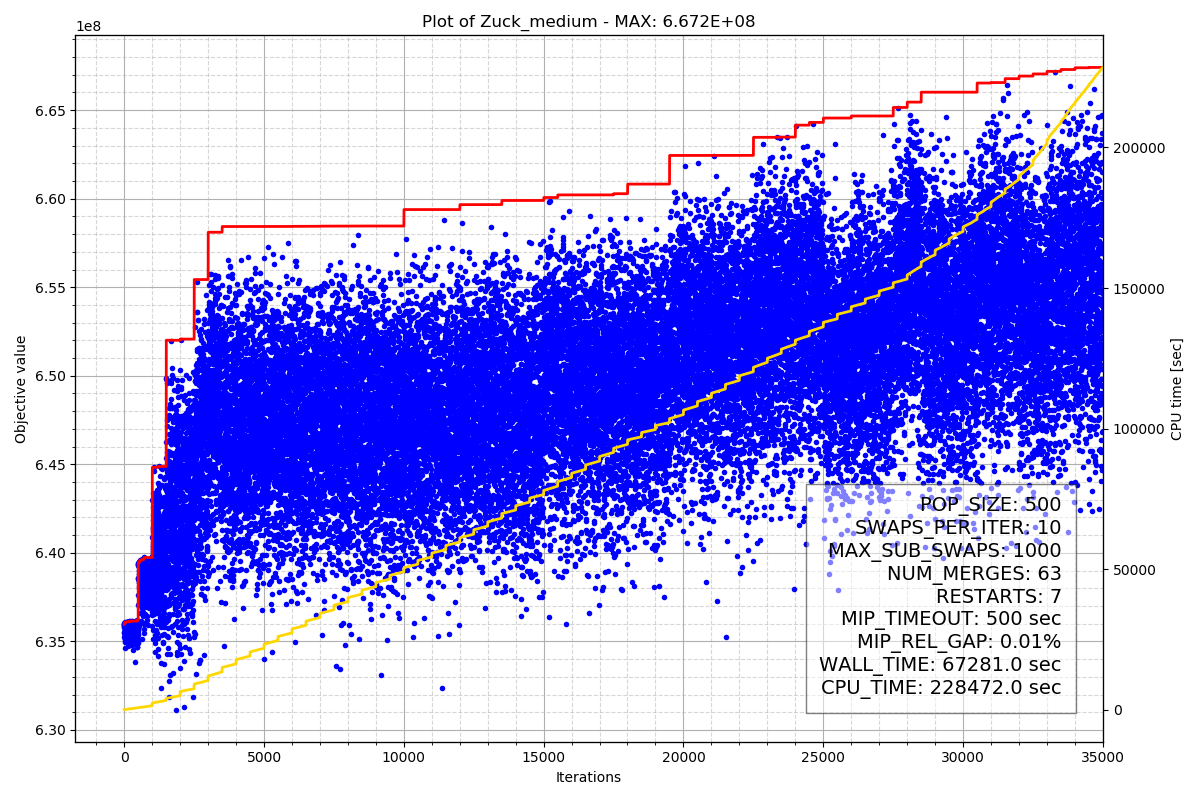 Plot of Zuck_medium - MAX: 6.672E+08
1e8
6.65
6.60
6.55
6.50
6.45
6.40
6.35
6.30
Objective value
200000
150000
100000
50000
0
CPU time [sec]
POP_SIZE: 500
SWAPS_PER_ITER: 10
MAX_SUB_SWAPS: 1000
NUM_MERGES: 63
RESTARTS: 7
MIP_TIMEOUT: 500 sec
MIP_REL_GAP: 0.01%
WALL_TIME: 67281.0 sec
CPU_TIME: 228472.0 sec
0 5000 10000 15000 20000 25000 30000 35000
Iterations